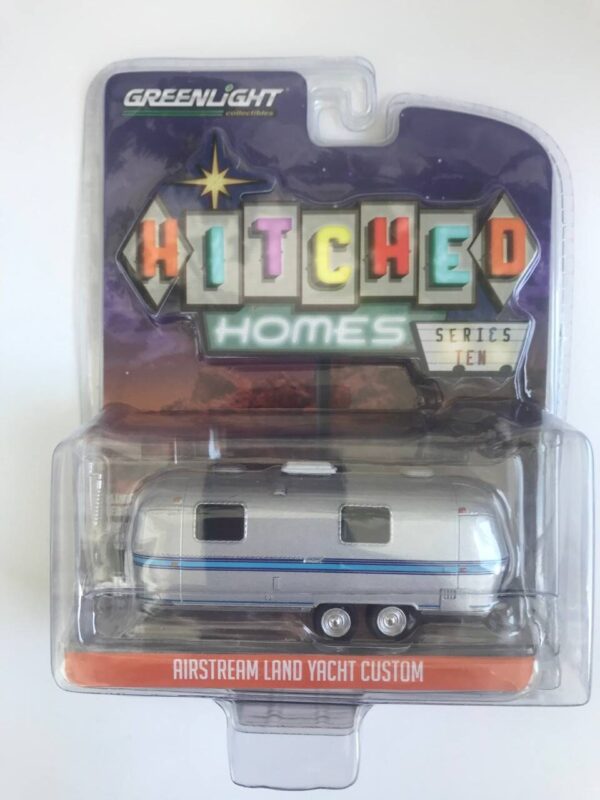 GREENLiGHT
collectibles
HITCHED
HOMES
SERIES
TEN
AIRSTREAM LAND YACHT CUSTOM